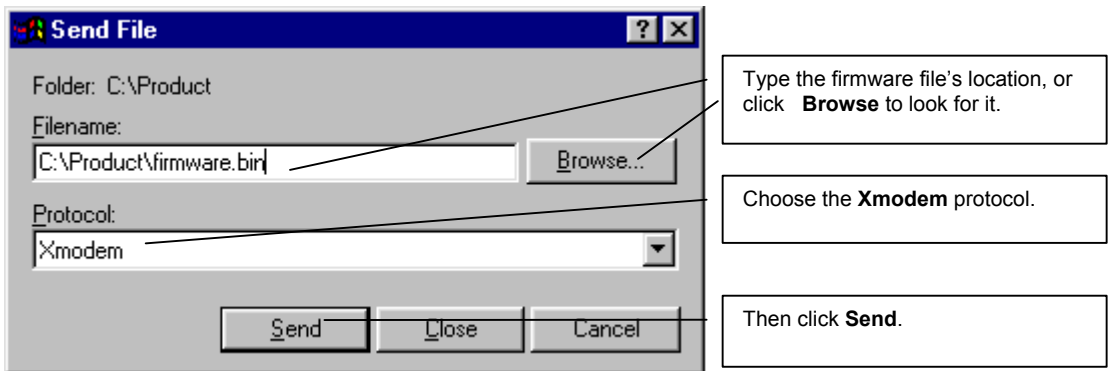 Send File
Folder: C:\Product
Filename:
C:\Product\firmware.bin
Browse...
Protocol:
Xmodem
Send
Close
Cancel
Type the firmware file's location, or
click Browse to look for it.
Choose the Xmodem protocol.
Then click Send.